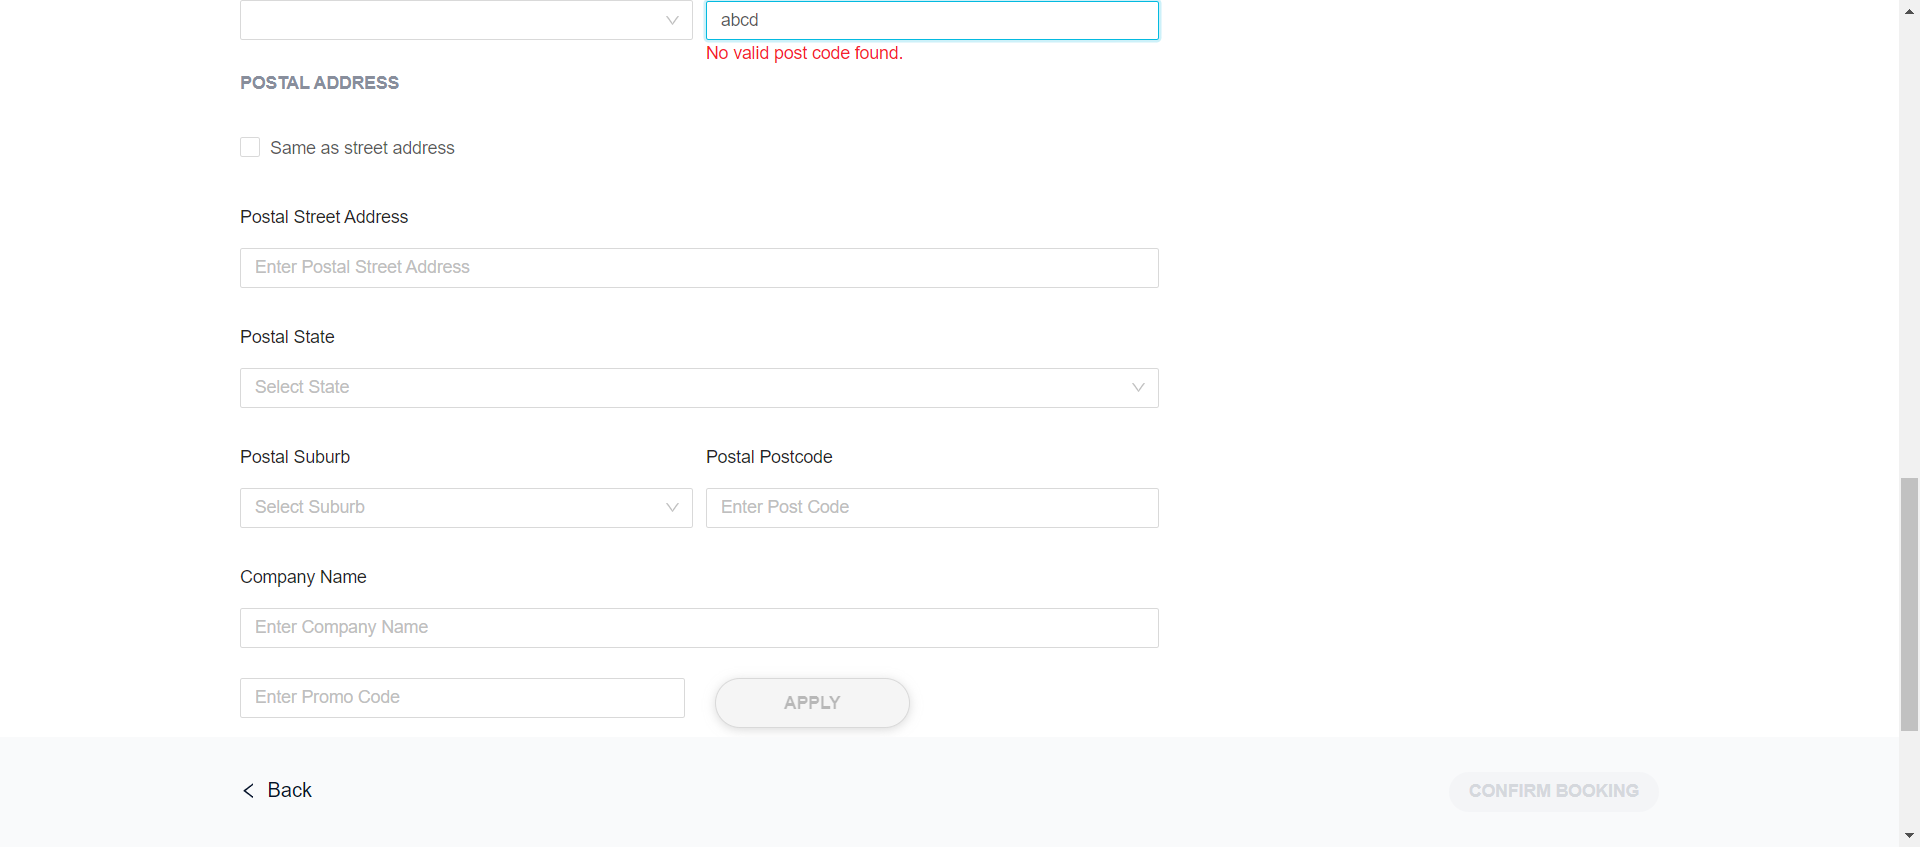 abcd
No valid post code found.
POSTAL ADDRESS
Same as street address
Postal Street Address
Enter Postal Street Address
Postal State
Select State
Postal Suburb
Postal Postcode
Select Suburb
Enter Post Code
Company Name
Enter Company Name
Enter Promo Code
APPLY
Back
CONFIRM BOOKING